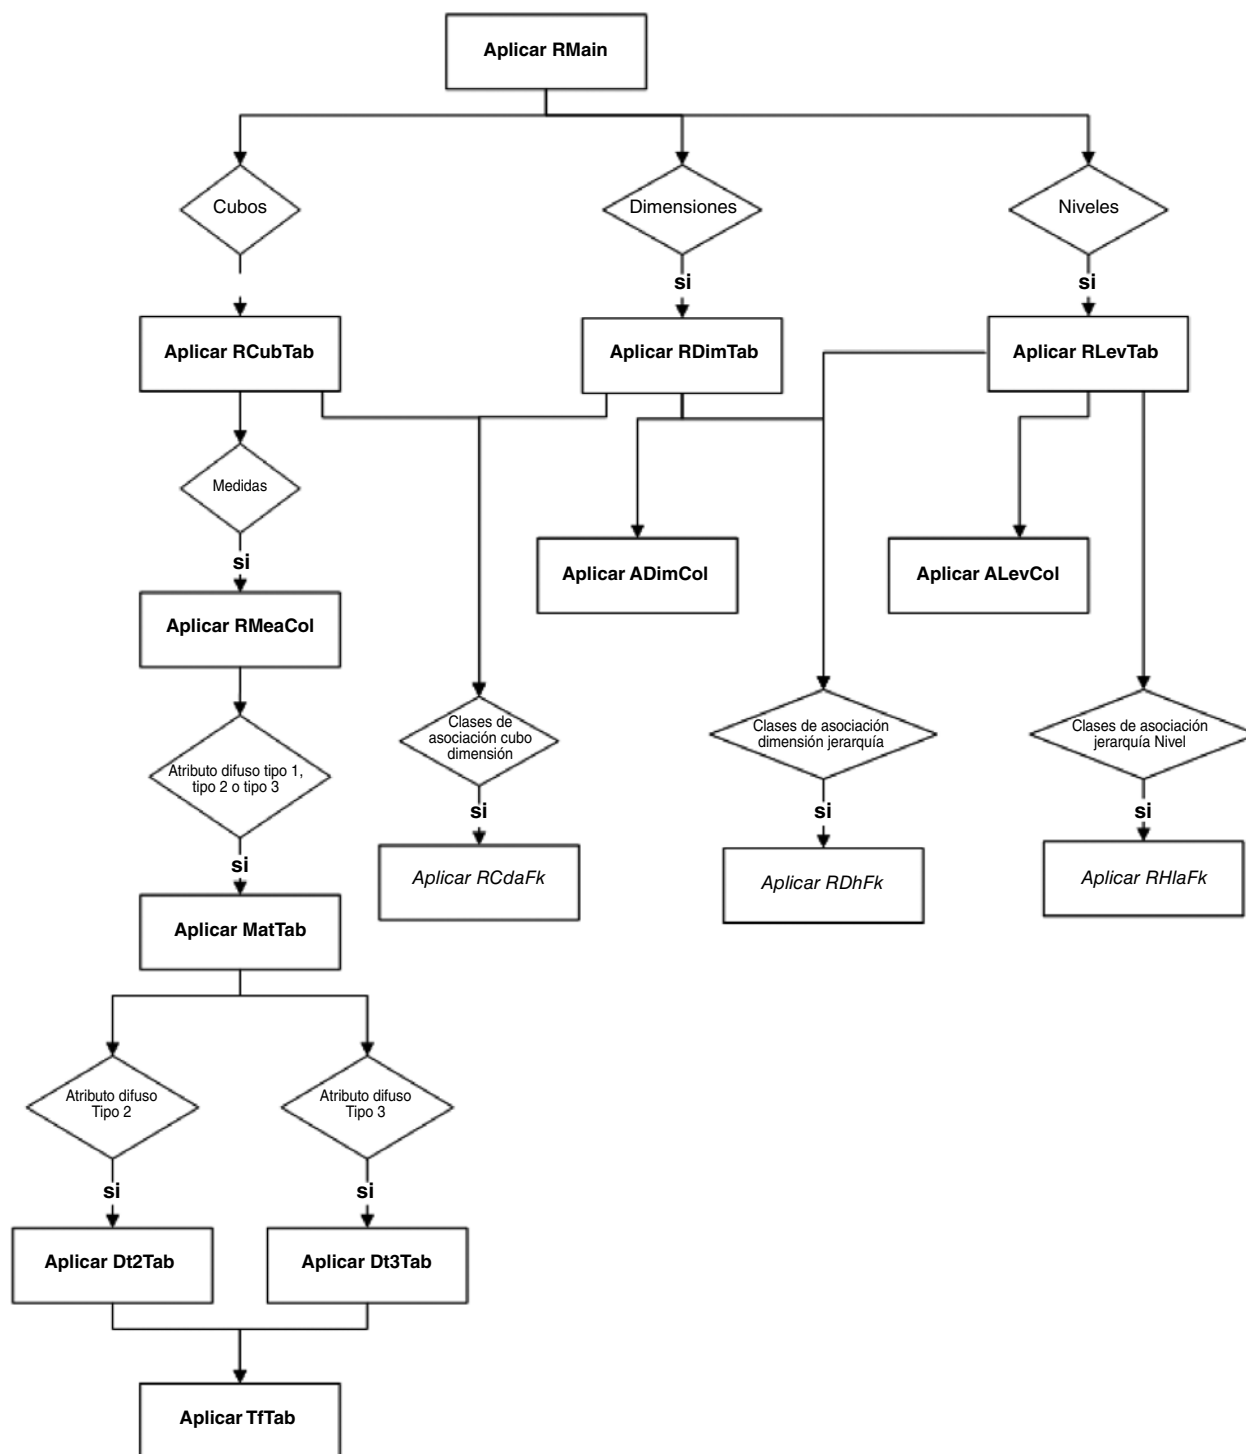 Aplicar RMain
Cubos
Dimensiones
Niveles
si
si
Aplicar RCubTab
Aplicar RDimTab
Aplicar RLevTab
Medidas
si
Aplicar ADimCol
Aplicar ALevCol
Aplicar RMeaCol
Clases de
asociación cubo
dimensión
Clases de asociación
dimensión jerarquía
Clases de asociación
jerarquía Nivel
Atributo difuso tipo 1,
tipo 2 o tipo 3
si
si
si
si
Aplicar RCdaFk
Aplicar RDhFk
Aplicar RHlaFk
Aplicar MatTab
Atributo difuso
Tipo 2
Atributo difuso
Tipo 3
si
si
Aplicar Dt2Tab
Aplicar Dt3Tab
Aplicar TfTab